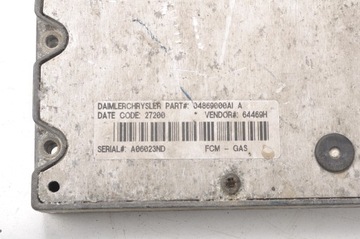 DAIMLERCHRYSLER PART#: 04869000AI A
DATE CODE: 27200 * VENDOR#: 64469H
SERIAL#: A06023ND FCM - GAS